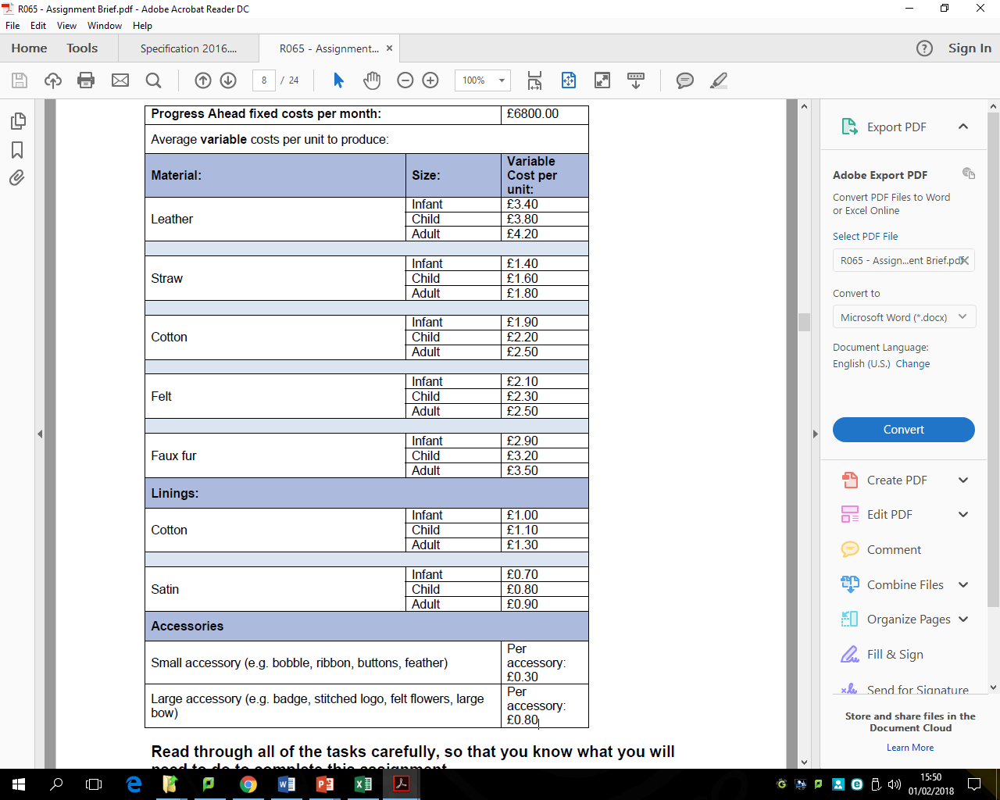 R065 - Assignment Brief.pdf - Adobe Acrobat Reader DC
File Edit View Window Help
Home Tools Specification 2016.... R065 - Assignment... × Sign In
8 / 24 100%
Progress Ahead fixed costs per month: £6800.00
Average variable costs per unit to produce:
Material: Size: Variable
Cost per
unit:
Leather
Infant £3.40
Child £3.80
Adult £4.20
Straw
Infant £1.40
Child £1.60
Adult £1.80
Cotton
Infant £1.90
Child £2.20
Adult £2.50
Felt
Infant £2.10
Child £2.30
Adult £2.50
Faux fur
Infant £2.90
Child £3.20
Adult £3.50
Linings:
Cotton
Infant £1.00
Child £1.10
Adult £1.30
Satin
Infant £0.70
Child £0.80
Adult £0.90
Accessories
Small accessory (e.g. bobble, ribbon, buttons, feather)
Per
accessory:
£0.30
Large accessory (e.g. badge, stitched logo, felt flowers, large
bow)
Per
accessory:
£0.80
Read through all of the tasks carefully, so that you know what you will
need to do to complete this assignment
Export PDF
Adobe Export PDF
Convert PDF Files to Word
or Excel Online
Select PDF File
R065 - Assign...ent Brief.pdf
Convert to
Microsoft Word (*.docx)
Document Language:
English (U.S.) Change
Convert
Create PDF
Edit PDF
Comment
Combine Files
Organize Pages
Fill & Sign
Send for Signature
Store and share files in the
Document Cloud
Learn More
15:50
01/02/2018